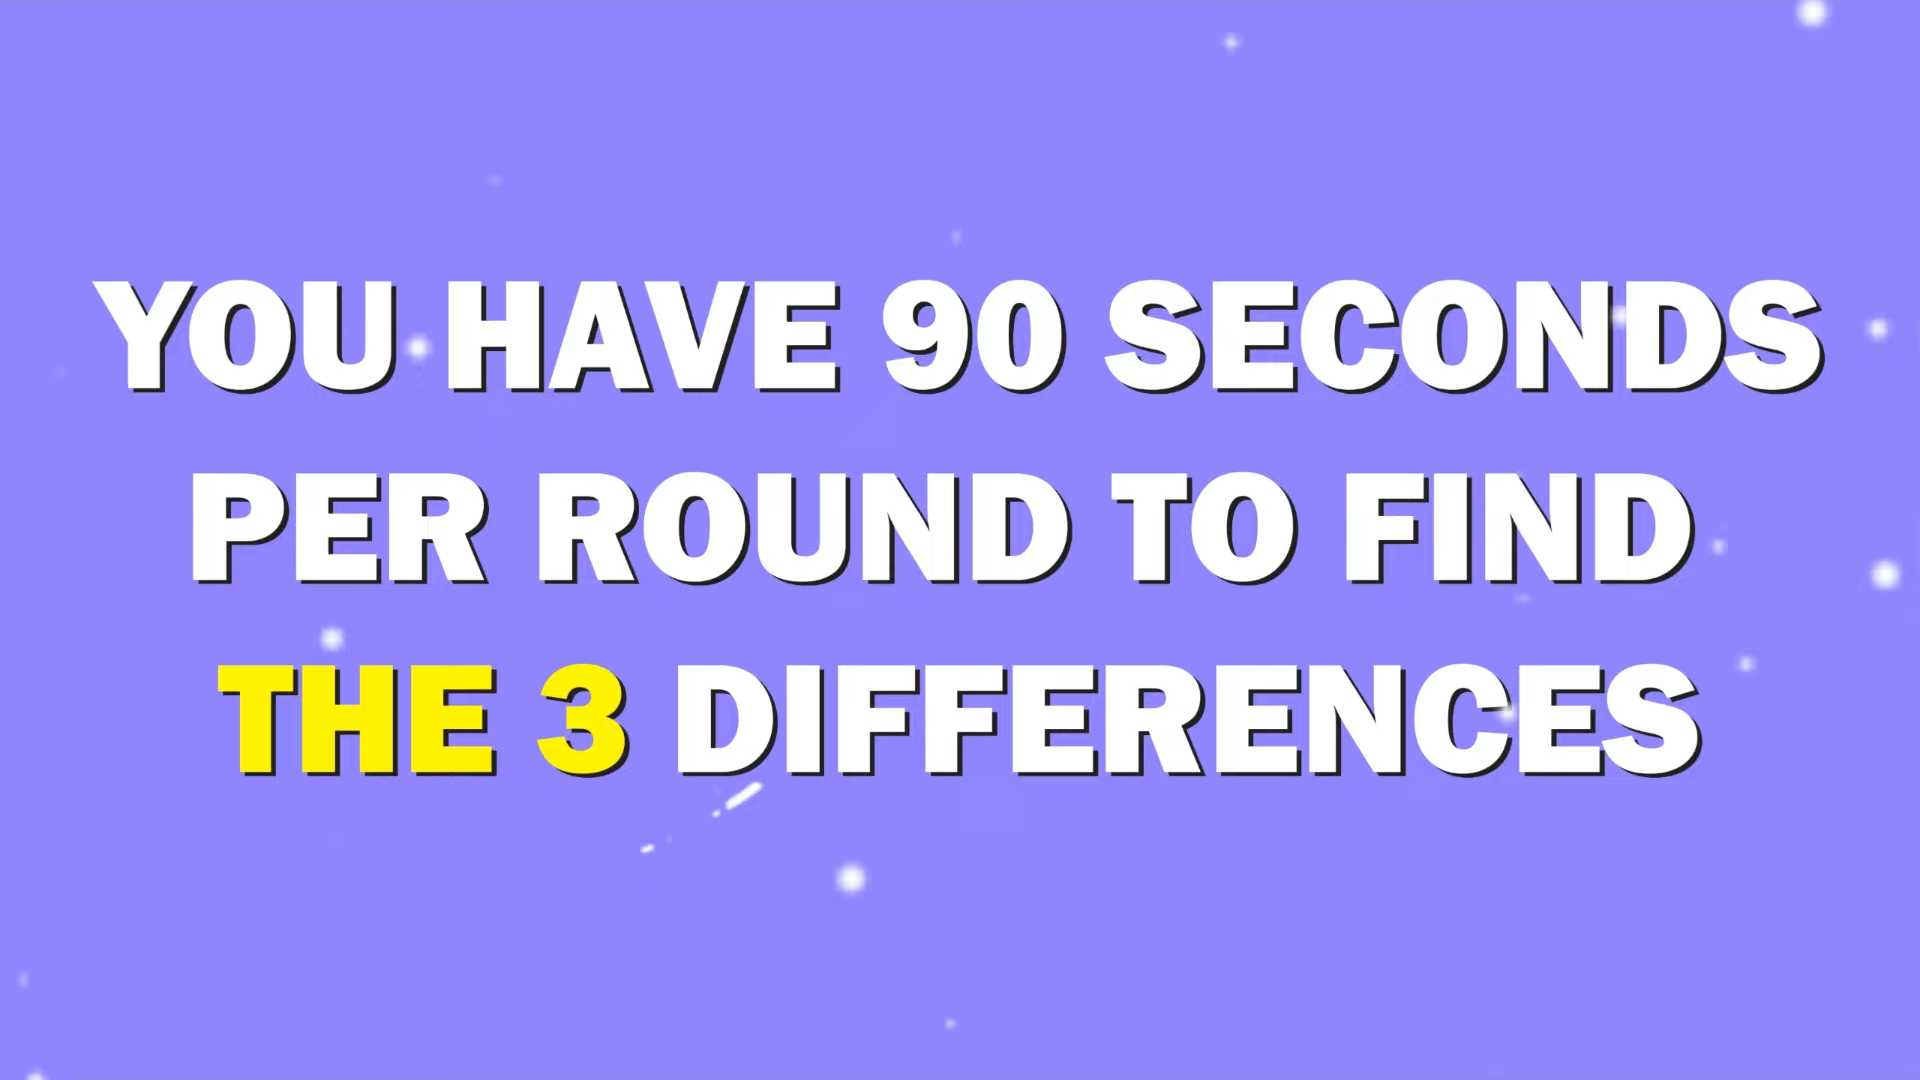 YOU HAVE 90 SECONDS
PER ROUND TO FIND
THE 3 DIFFERENCES